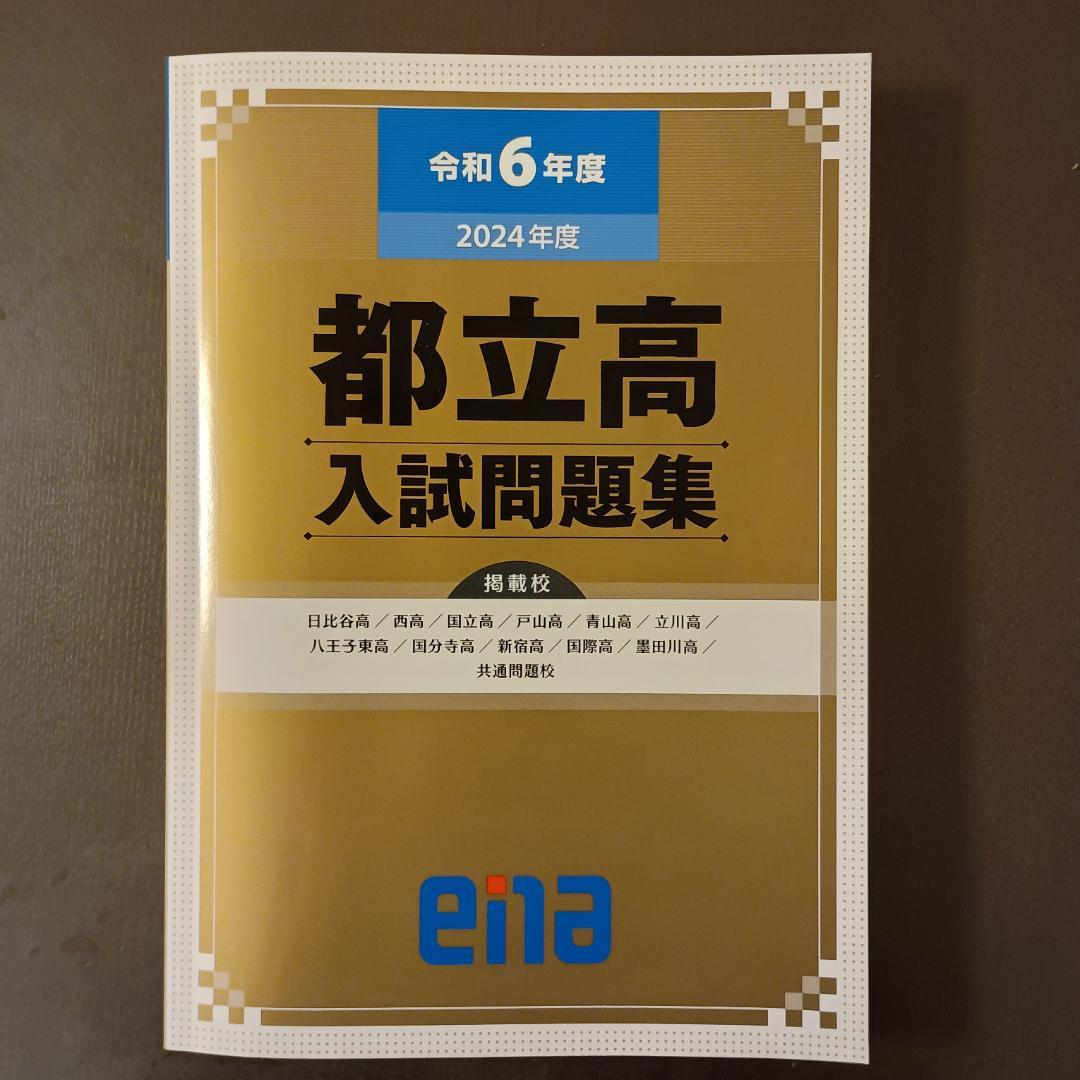 令和6年度
2024年度
都立高
入試問題集
掲載校
日比谷高／西高／国立高／戸山高／青山高／立川高／
八王子東高／国分寺高／新宿高／国際高／墨田川高／
共通問題校
ena